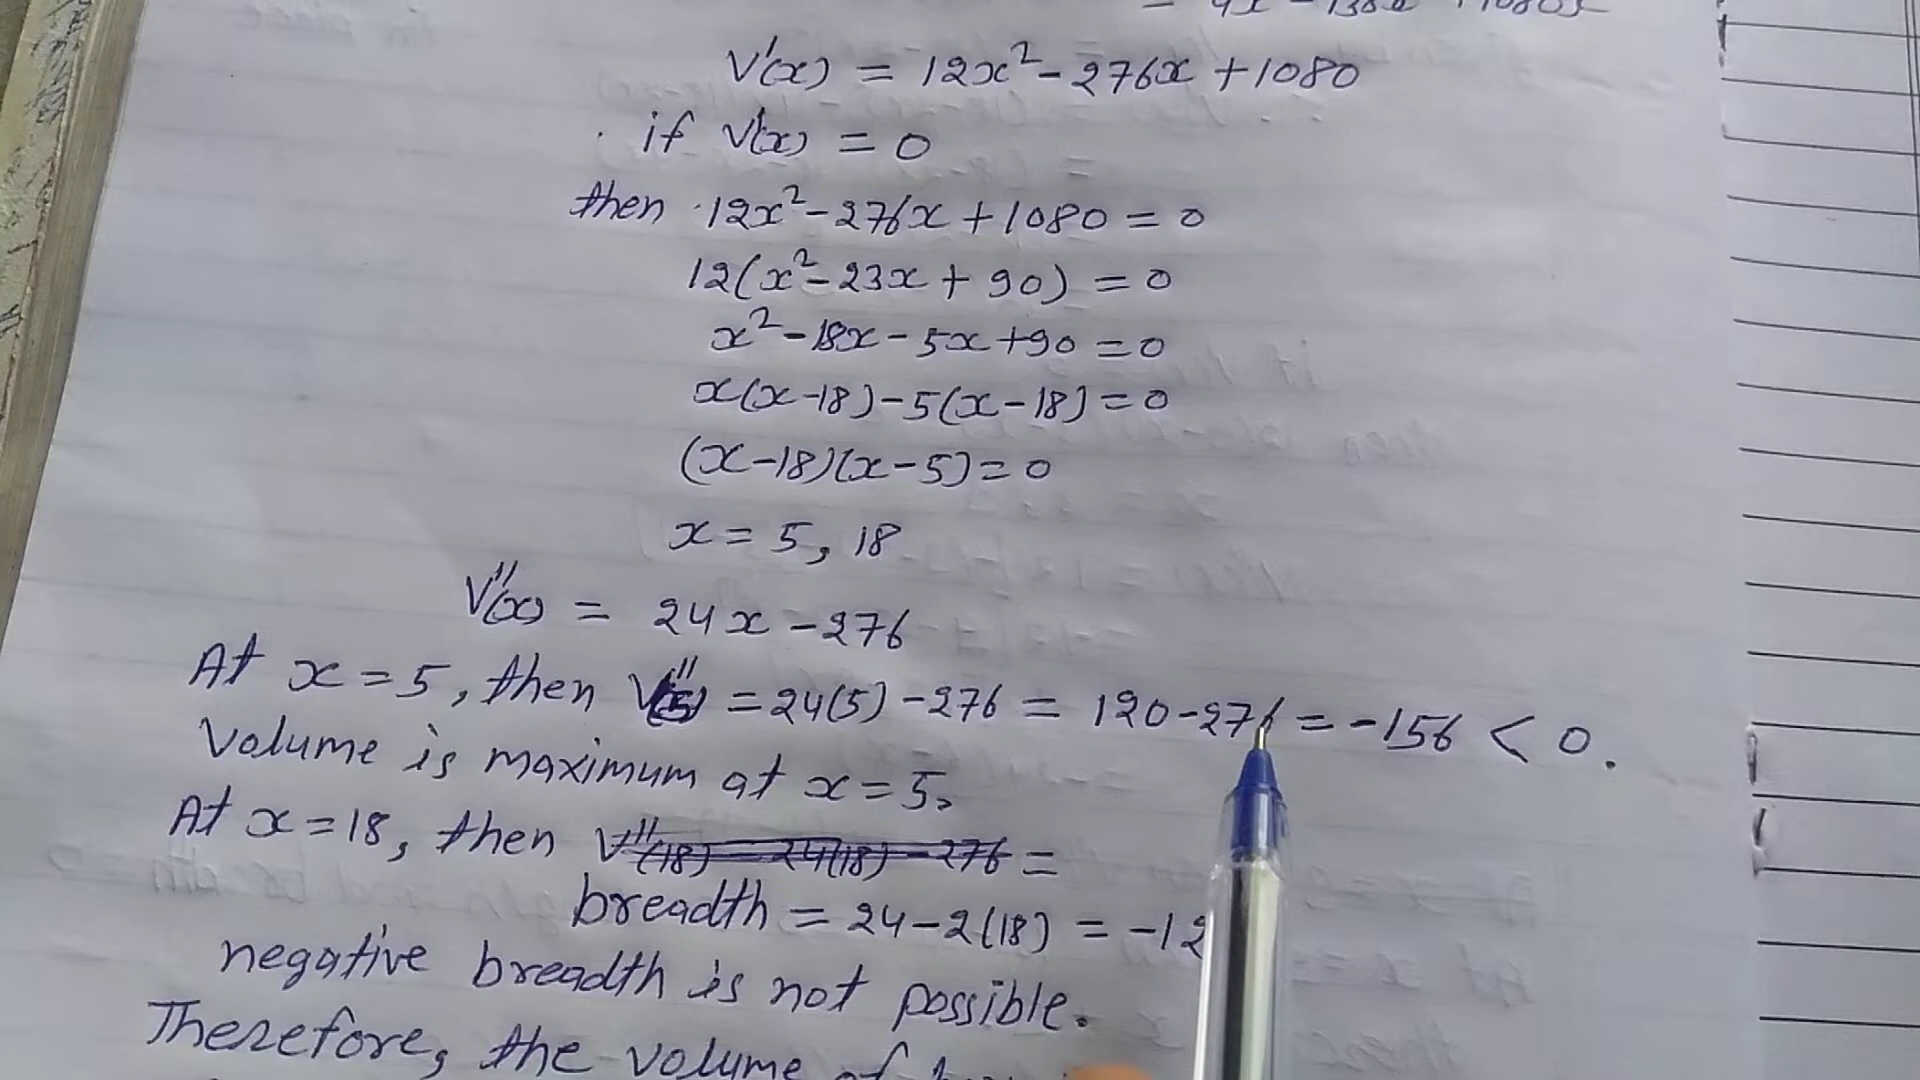 V'(x) = 12x² - 276x + 1080
if V'(x) = 0
then 12x² - 276x + 1080 = 0
12(x² - 23x + 90) = 0
x² - 18x - 5x + 90 = 0
x(x-18) - 5(x-18) = 0
(x-18)(x-5) = 0
x = 5, 18
V''(x) = 24x - 276
At x = 5, then V''(5) = 24(5) - 276 = 120 - 276 = -156 < 0.
Volume is maximum at x = 5.
At x = 18, then V''(18) = 24(18) - 276 =
breadth = 24 - 2(18) = -12
negative breadth is not possible.
Therefore, the volume of